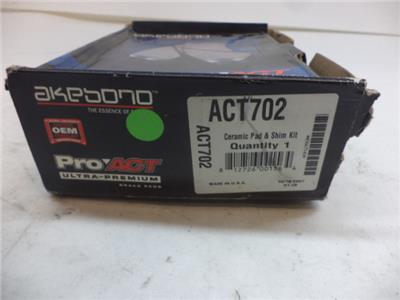 akebono
THE ESSENCE OF
OEM
ProACT
ULTRA-PREMIUM
BRAKE PADS
ACT702
ACT702
Ceramic Pad & Shim Kit
Quantity 1
MADE IN U.S.A.